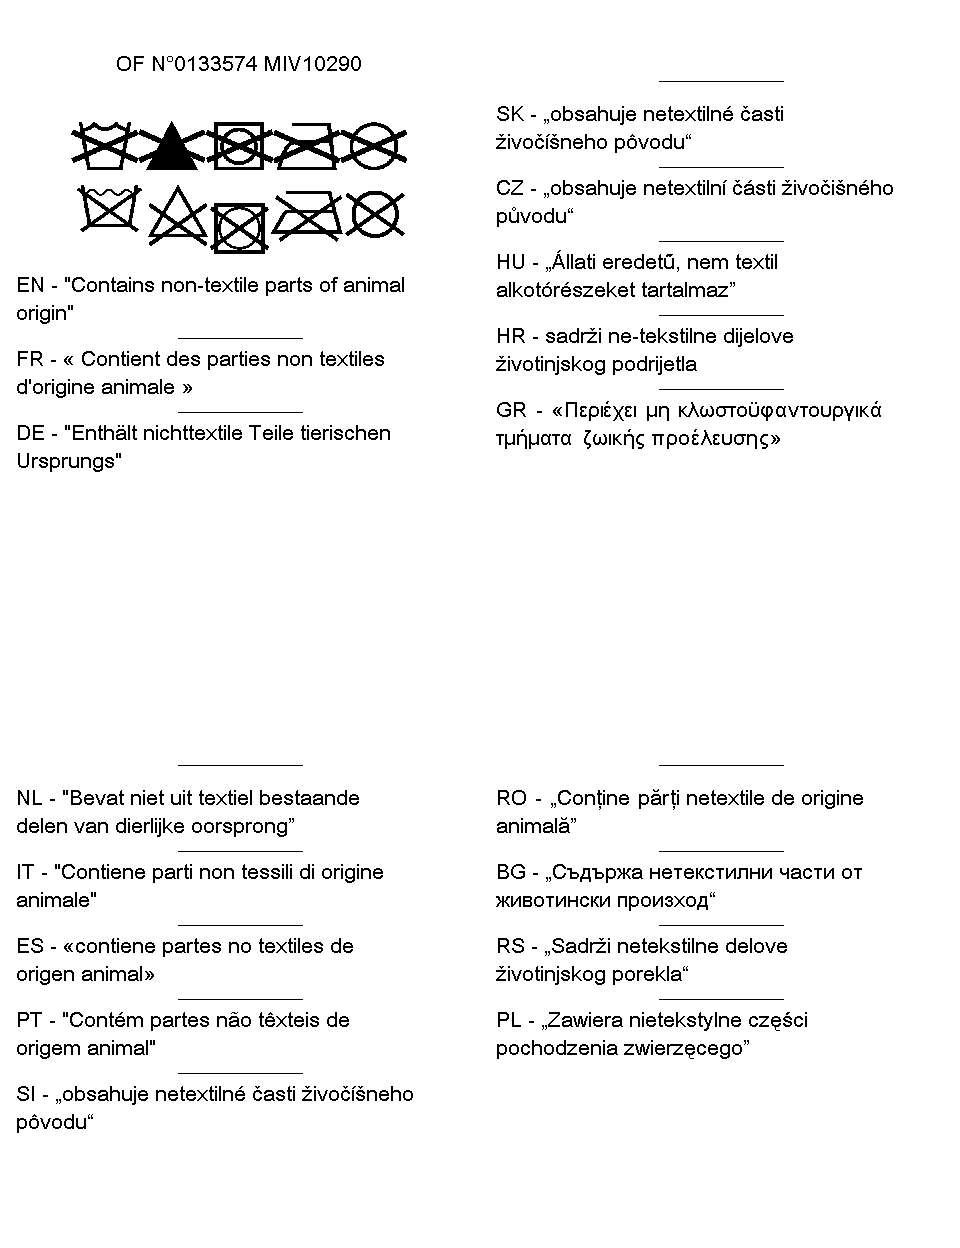 OF N°0133574 MIV10290
EN - "Contains non-textile parts of animal
origin"
FR - « Contient des parties non textiles
d'origine animale »
DE - "Enthält nichttextile Teile tierischen
Ursprungs"
SK - „obsahuje netextilné časti
živočíšneho pôvodu“
CZ - „obsahuje netextilní části živočišného
původu“
HU - „Állati eredetű, nem textil
alkotórészeket tartalmaz”
HR - sadrži ne-tekstilne dijelove
životinjskog podrijetla
GR - «Περιέχει μη κλωστοϋφαντουργικά
τμήματα ζωικής προέλευσης»
NL - "Bevat niet uit textiel bestaande
delen van dierlijke oorsprong”
IT - "Contiene parti non tessili di origine
animale"
ES - «contiene partes no textiles de
origen animal»
PT - "Contém partes não têxteis de
origem animal"
SI - „obsahuje netextilné časti živočíšneho
pôvodu“
RO - „Conține părți netextile de origine
animală”
BG - „Съдържа нетекстилни части от
животински произход“
RS - „Sadrži netekstilne delove
životinjskog porekla“
PL - „Zawiera nietekstylne części
pochodzenia zwierzęcego”